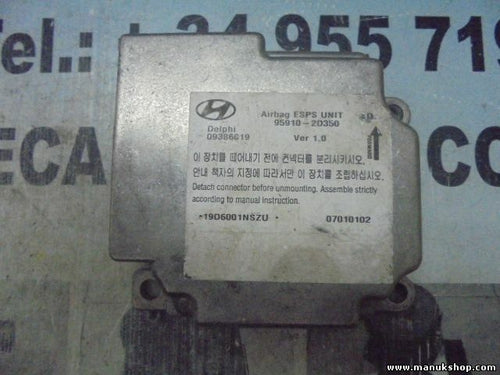 Tel.: + 34 955 719
ECA
HYUNDAI
Airbag ESPS UNIT
95910-2D350
Delphi
09386619
Ver 1.0
이 장치를 떼어내기 전에 컨넥터를 분리시키시오.
안내 책자의 지정에 따라서만 이 장치를 조립하시오.
Detach connector before unmounting. Assemble strictly
according to manual instruction.
*19D6001NSZU* 07010102
www.manukshop.com